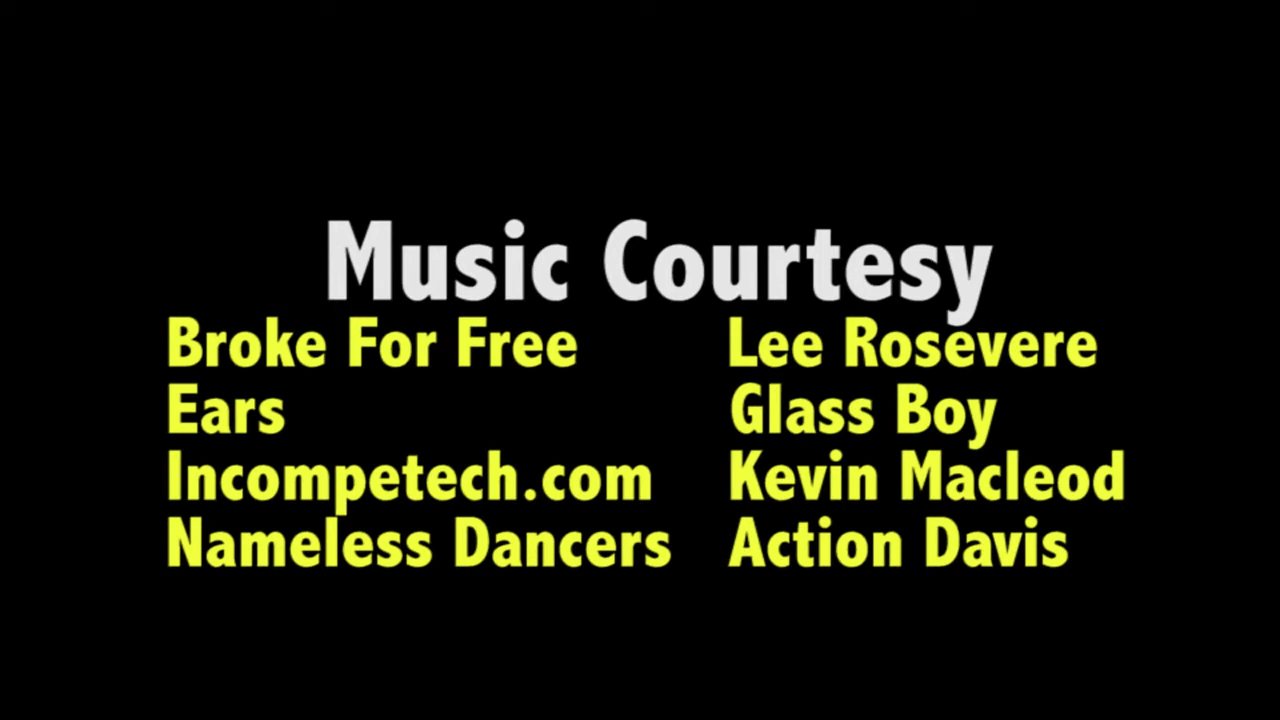 Music Courtesy
Broke For Free
Ears
Incompetech.com
Nameless Dancers
Lee Rosevere
Glass Boy
Kevin Macleod
Action Davis